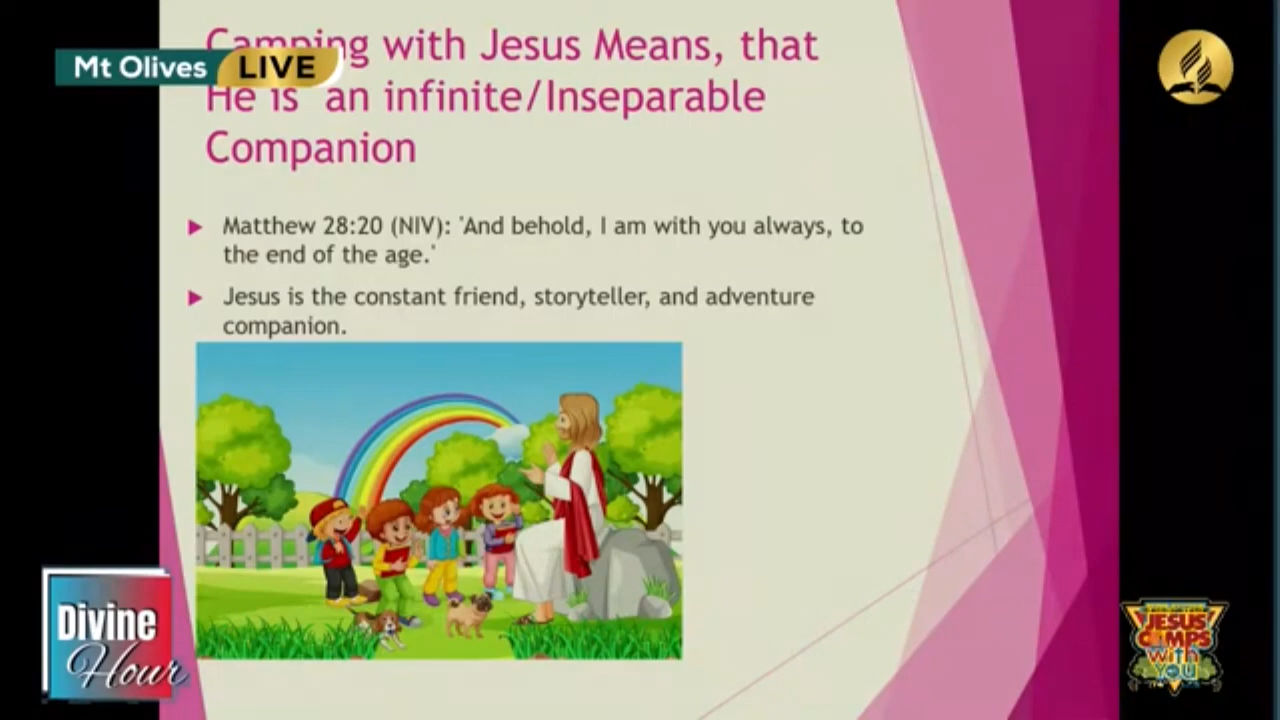 Camping with Jesus Means, that
Mt Olives LIVE
He is an infinite/Inseparable
Companion
Matthew 28:20 (NIV): 'And behold, I am with you always, to
the end of the age.'
Jesus is the constant friend, storyteller, and adventure
companion.
Divine
Hour
JESUS
CAMPS
with
YOU